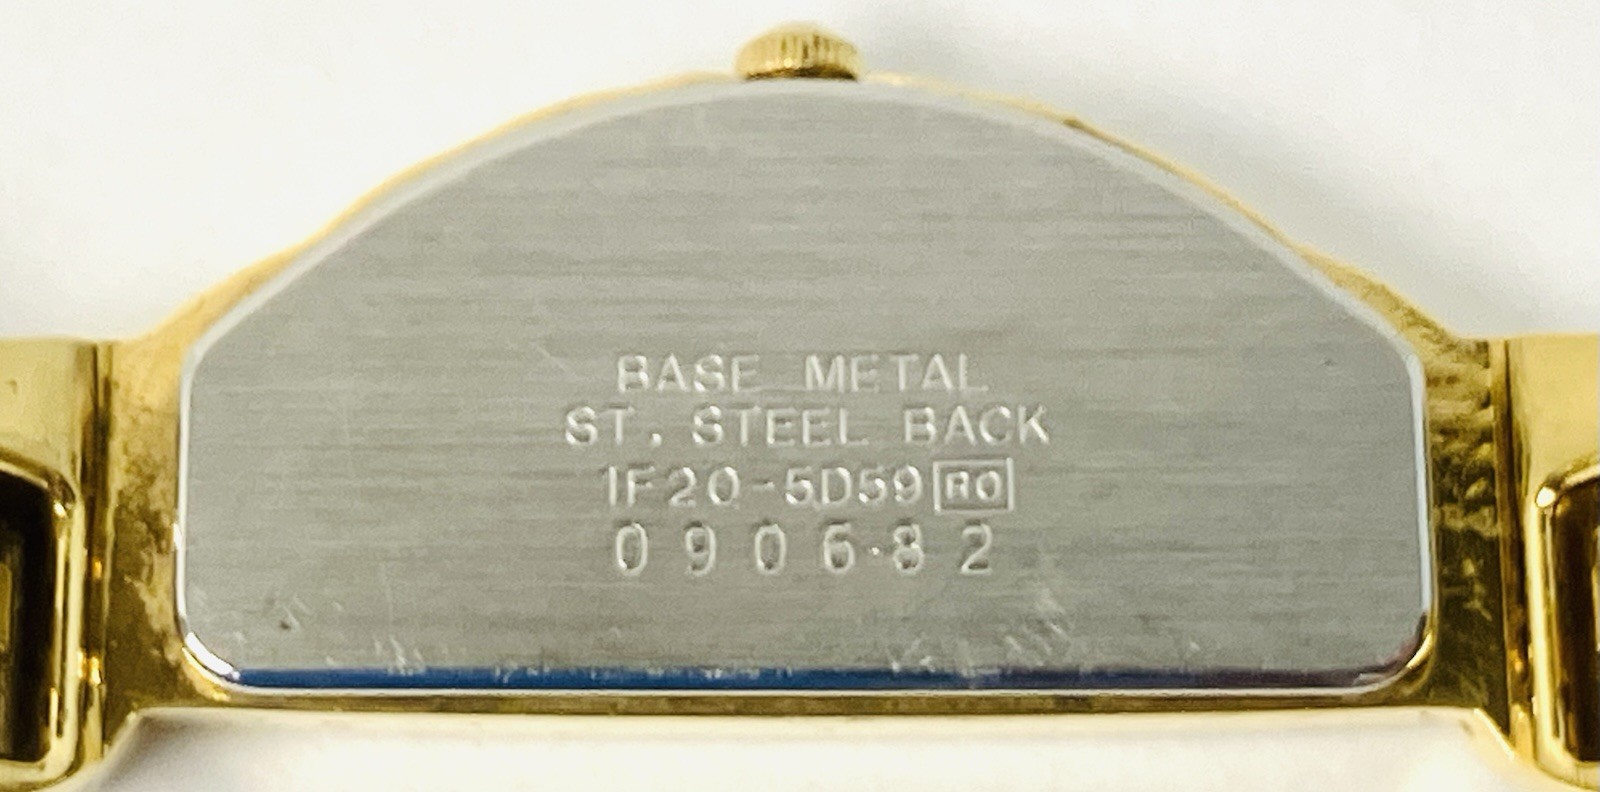 BASE METAL
ST. STEEL BACK
1F20-5D59 R0
090682